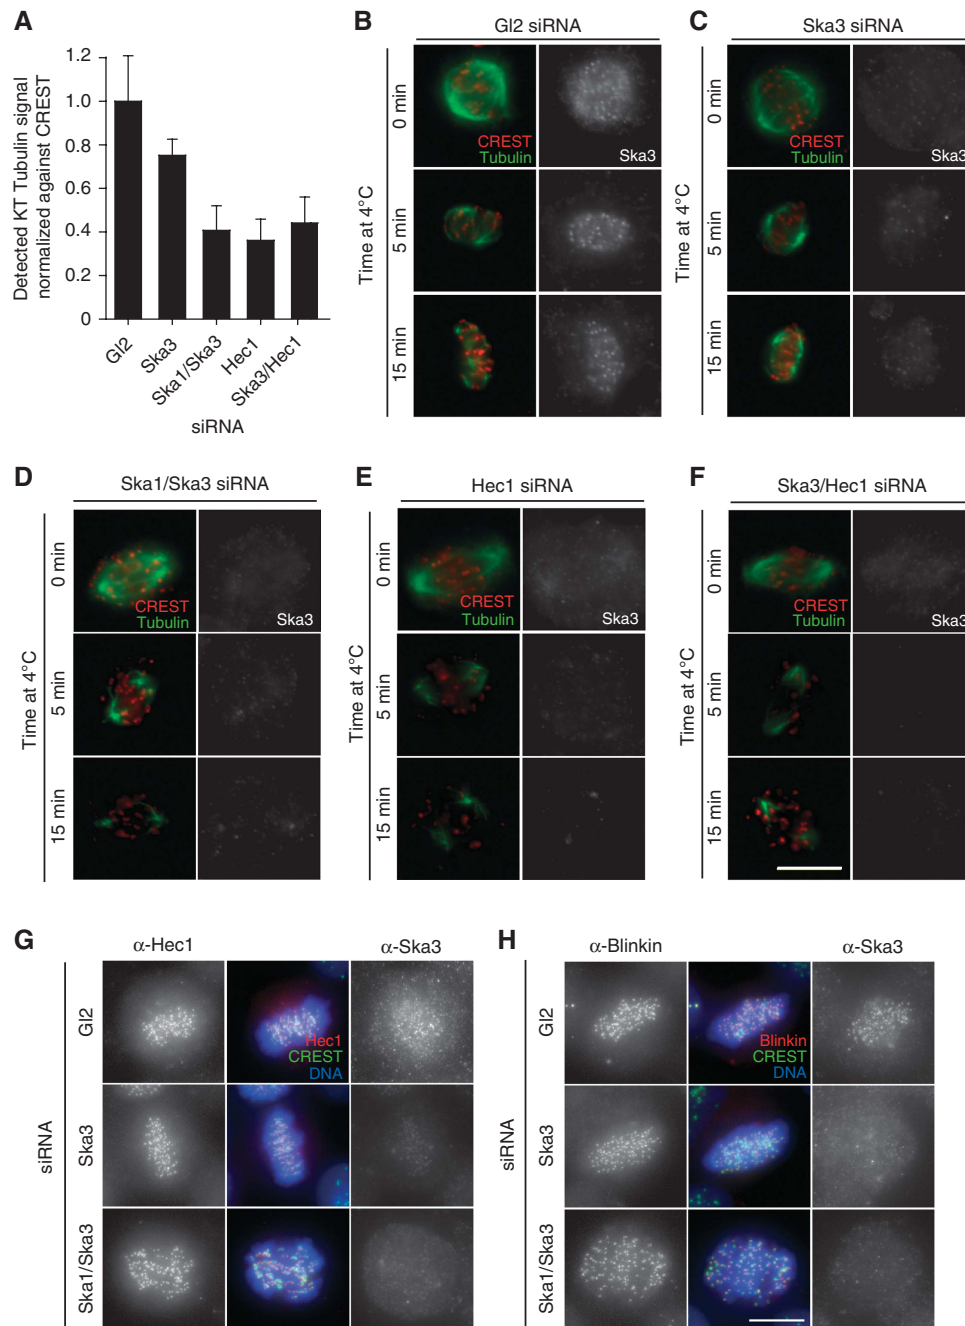 A
Detected KT Tubulin signal
normalized against CREST
1.2
1.0
0.8
0.6
0.4
0.2
0
Gl2
Ska3
Ska1/Ska3
Hec1
Ska3/Hec1
siRNA
B
Gl2 siRNA
Time at 4°C
0 min
CREST
Tubulin
Ska3
5 min
15 min
C
Ska3 siRNA
Time at 4°C
0 min
CREST
Tubulin
Ska3
5 min
15 min
D
Ska1/Ska3 siRNA
Time at 4°C
0 min
CREST
Tubulin
Ska3
5 min
15 min
E
Hec1 siRNA
Time at 4°C
0 min
CREST
Tubulin
Ska3
5 min
15 min
F
Ska3/Hec1 siRNA
Time at 4°C
0 min
CREST
Tubulin
Ska3
5 min
15 min
G
α-Hec1
α-Ska3
siRNA
Gl2
Hec1
CREST
DNA
Ska3
Ska1/Ska3
H
α-Blinkin
α-Ska3
siRNA
Gl2
Blinkin
CREST
DNA
Ska3
Ska1/Ska3